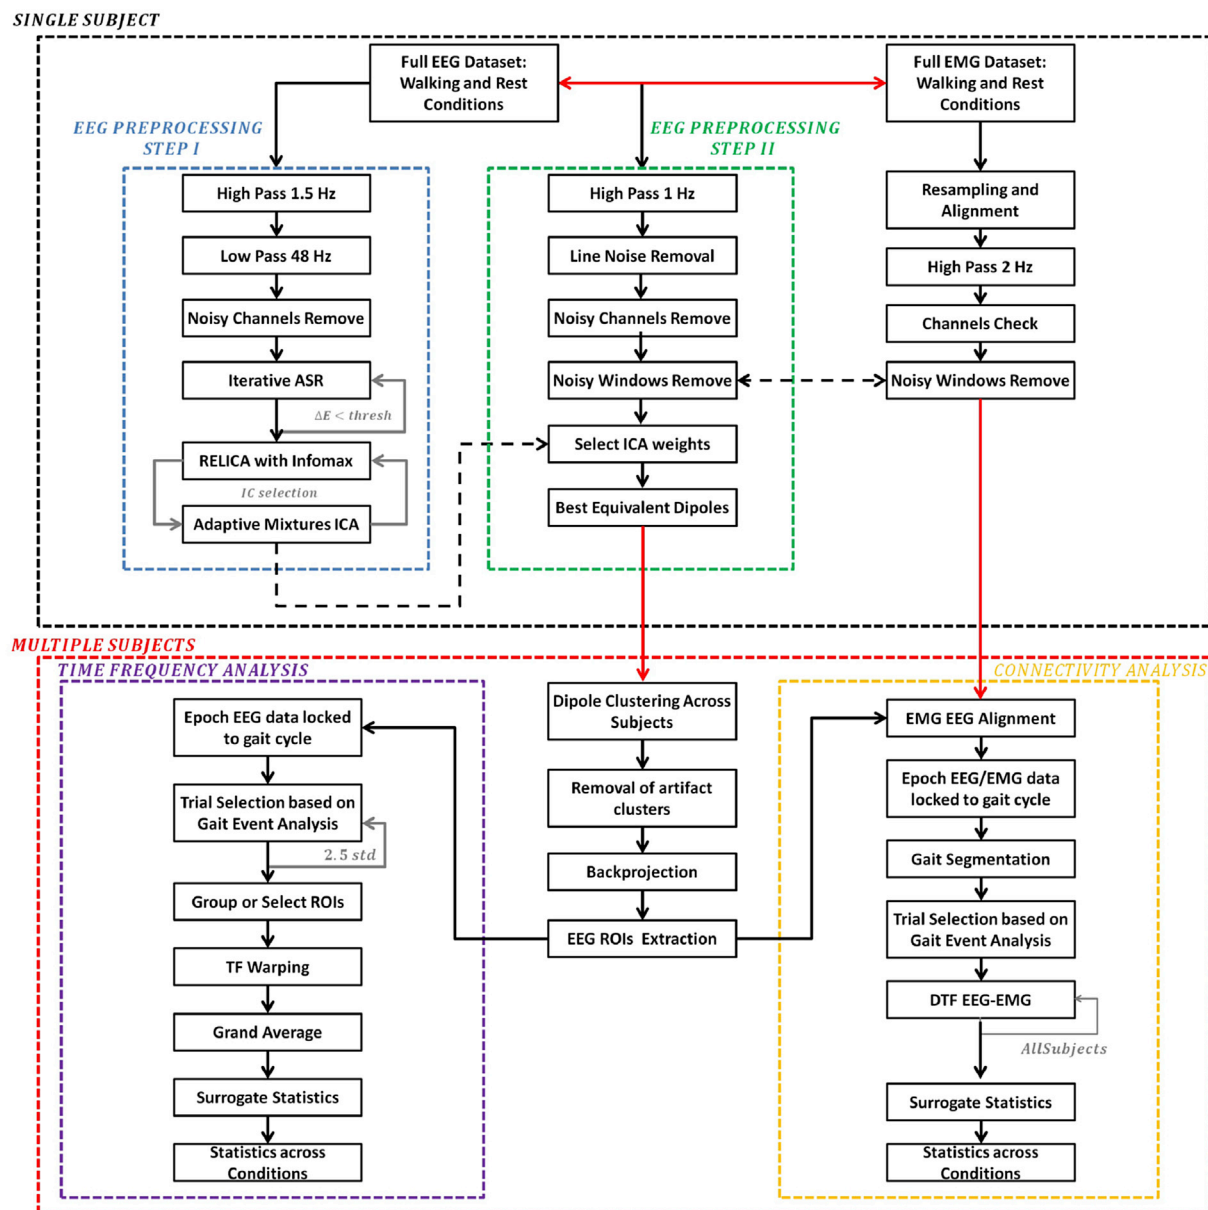 SINGLE SUBJECT
Full EEG Dataset:
Walking and Rest
Conditions
Full EMG Dataset:
Walking and Rest
Conditions
EEG PREPROCESSING
STEP I
High Pass 1.5 Hz
Low Pass 48 Hz
Noisy Channels Remove
Iterative ASR
ΔE < thresh
RELICA with Infomax
IC selection
Adaptive Mixtures ICA
EEG PREPROCESSING
STEP II
High Pass 1 Hz
Line Noise Removal
Noisy Channels Remove
Noisy Windows Remove
Select ICA weights
Best Equivalent Dipoles
Resampling and
Alignment
High Pass 2 Hz
Channels Check
Noisy Windows Remove
MULTIPLE SUBJECTS
TIME FREQUENCY ANALYSIS
Epoch EEG data locked
to gait cycle
Trial Selection based on
Gait Event Analysis
2.5 std
Group or Select ROIs
TF Warping
Grand Average
Surrogate Statistics
Statistics across
Conditions
Dipole Clustering Across
Subjects
Removal of artifact
clusters
Backprojection
EEG ROIs Extraction
CONNECTIVITY ANALYSIS
EMG EEG Alignment
Epoch EEG/EMG data
locked to gait cycle
Gait Segmentation
Trial Selection based on
Gait Event Analysis
DTF EEG-EMG
AllSubjects
Surrogate Statistics
Statistics across
Conditions